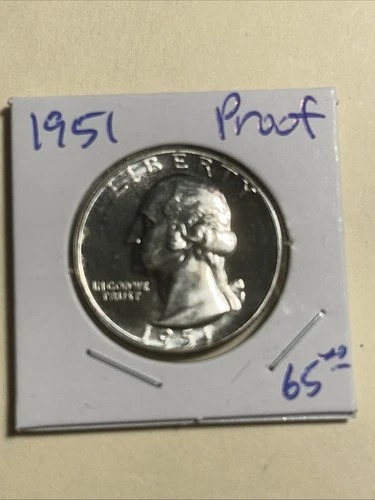 1951 Proof
LIBERTY
IN GOD WE
TRUST
1951
65.00